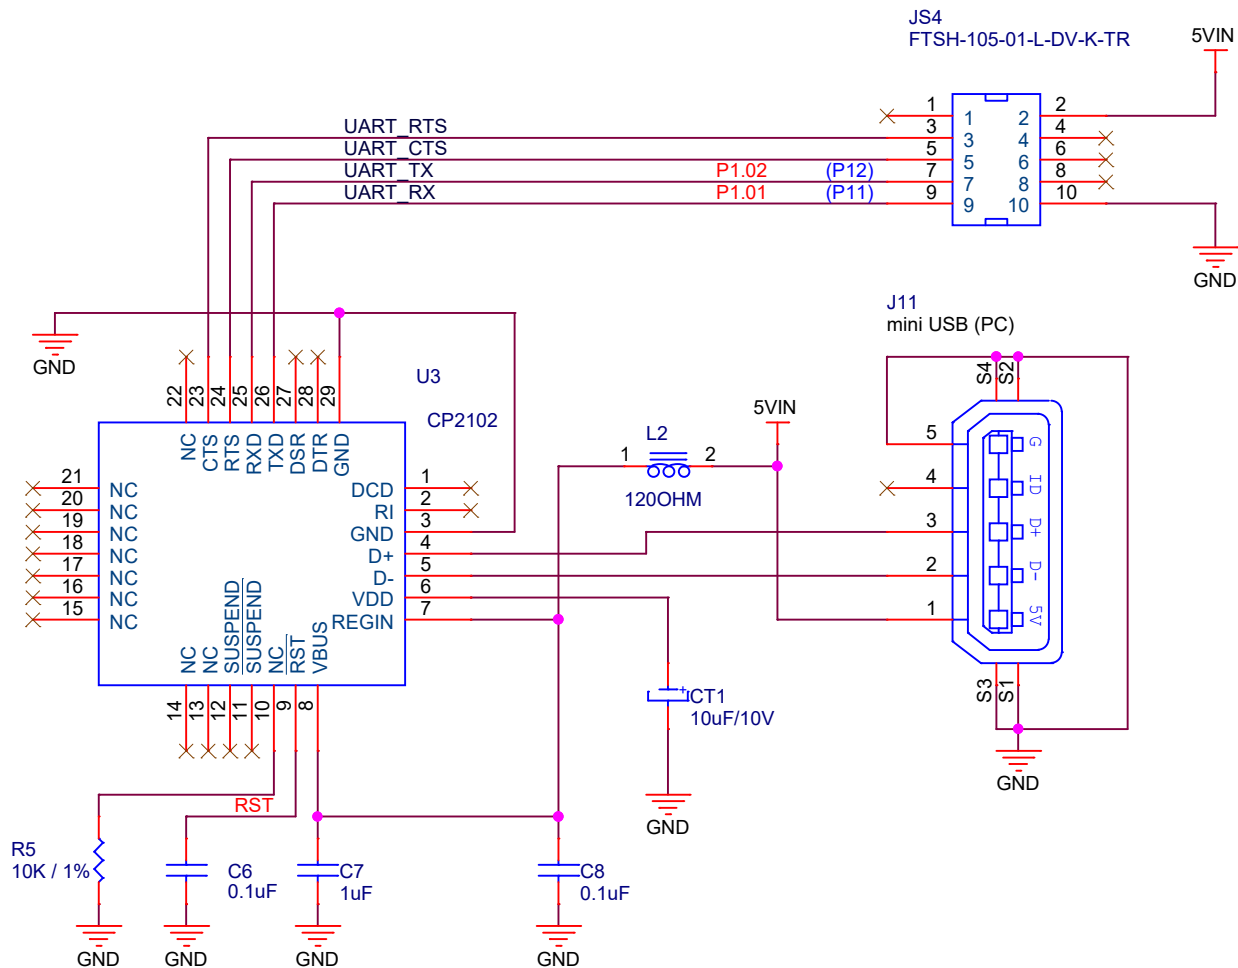 JS4
FTSH-105-01-L-DV-K-TR
5VIN
1 1 2 2
UART_RTS 3 3 4 4
UART_CTS 5 5 6 6
UART_TX P1.02 (P12) 7 7 8 8
UART_RX P1.01 (P11) 9 9 10 10
GND
GND
J11
mini USB (PC)
U3
CP2102
22 23 24 25 26 27 28 29
NC CTS RTS RXD TXD DSR DTR GND
21 NC
20 NC
19 NC
18 NC
17 NC
16 NC
15 NC
DCD 1
RI 2
GND 3
D+ 4
D- 5
VDD 6
REGIN 7
NC NC SUSPEND SUSPEND NC RST VBUS
14 13 12 11 10 9 8
5VIN
L2
1 2
120OHM
S4 S2
5 G
4 ID
3 D+
2 D-
1 5V
S3 S1
GND
+
CT1
10uF/10V
GND
RST
R5
10K / 1%
C6
0.1uF
C7
1uF
C8
0.1uF
GND
GND
GND
GND